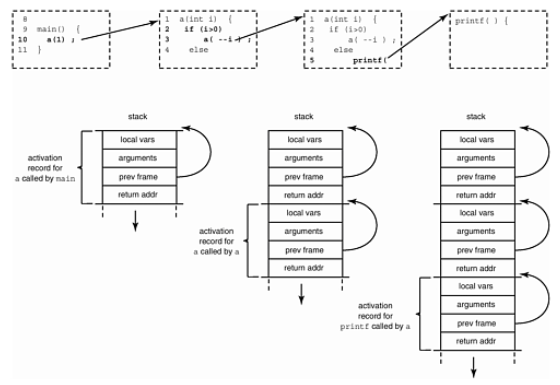 8
9 main() {
10 a(1) ;
11 }
1 a(int i) {
2 if (i>0)
3 a( --i ) ;
4 else
1 a(int i) {
2 if (i>0)
3 a( --i ) ;
4 else
5 printf(
printf( ) {
stack
local vars
arguments
prev frame
return addr
activation
record for
a called by main
stack
local vars
arguments
prev frame
return addr
local vars
arguments
prev frame
return addr
activation
record for
a called by a
stack
local vars
arguments
prev frame
return addr
local vars
arguments
prev frame
return addr
local vars
arguments
prev frame
return addr
activation
record for
printf called by a